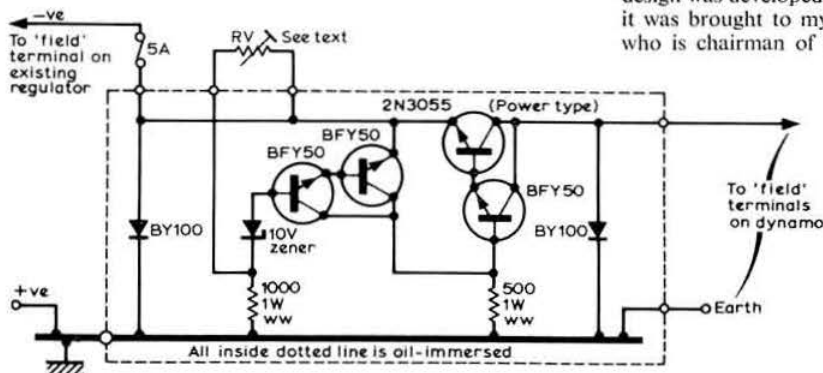 design was developed
it was brought to my
who is chairman of
−ve
To 'field'
terminal on
existing
regulator
5A
RV
See text
2N3055
(Power type)
BFY50
BFY50
BFY50
BY100
10V
zener
BY100
To 'field'
terminals
on dynamo
1000
1W
ww
500
1W
ww
+ve
Earth
All inside dotted line is oil-immersed